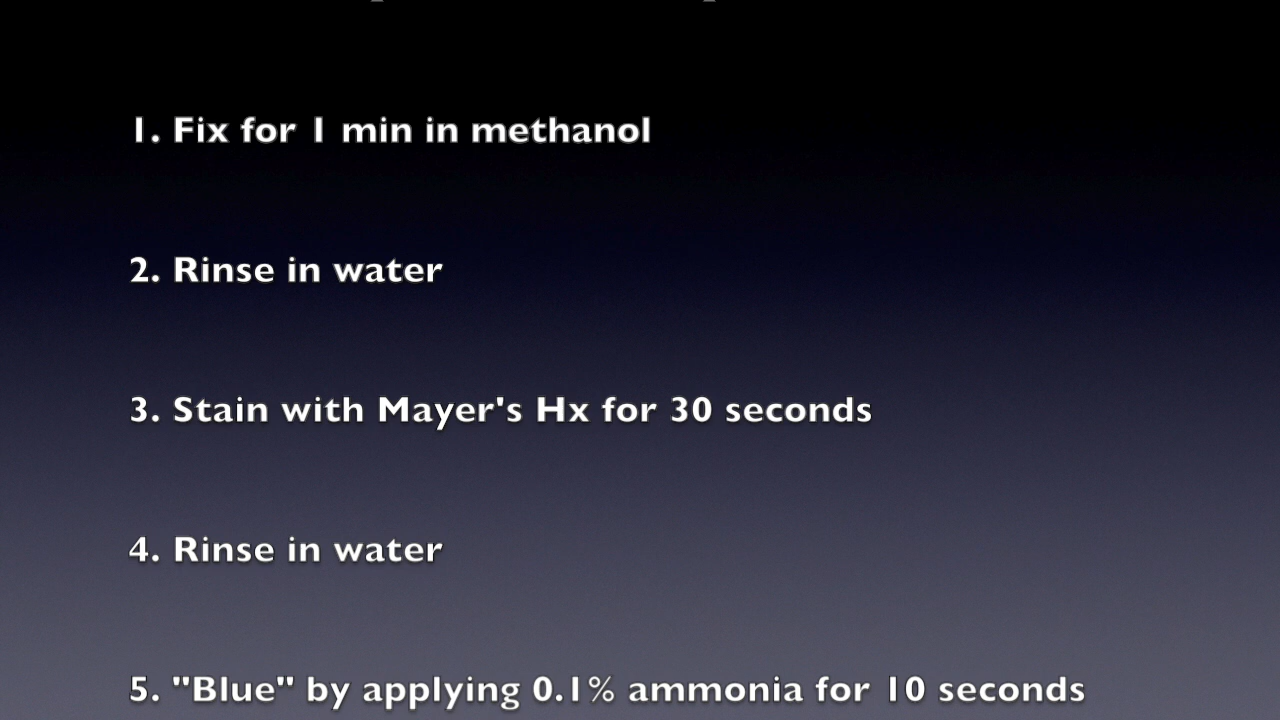 1. Fix for 1 min in methanol
2. Rinse in water
3. Stain with Mayer's Hx for 30 seconds
4. Rinse in water
5. "Blue" by applying 0.1% ammonia for 10 seconds